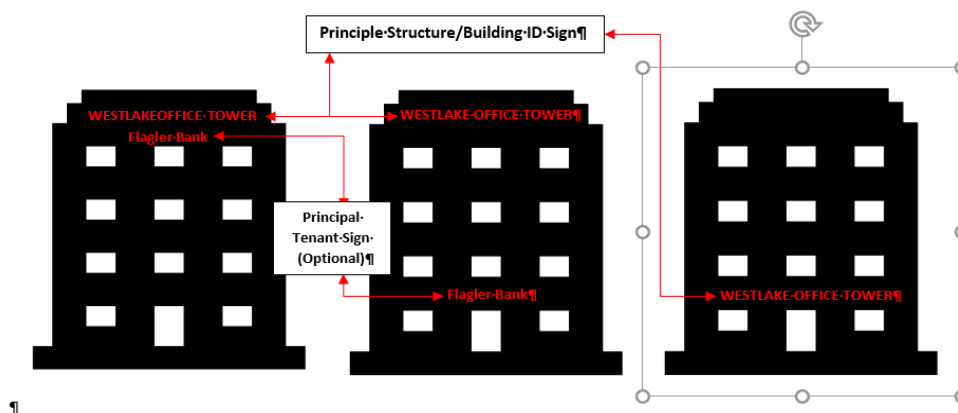 Principle·Structure/Building·ID·Sign¶
WESTLAKEOFFICE·TOWER
Flagler·Bank
WESTLAKE·OFFICE·TOWER¶
Principal·
Tenant·Sign·
(Optional)¶
Flagler·Bank¶
WESTLAKE·OFFICE·TOWER¶
¶